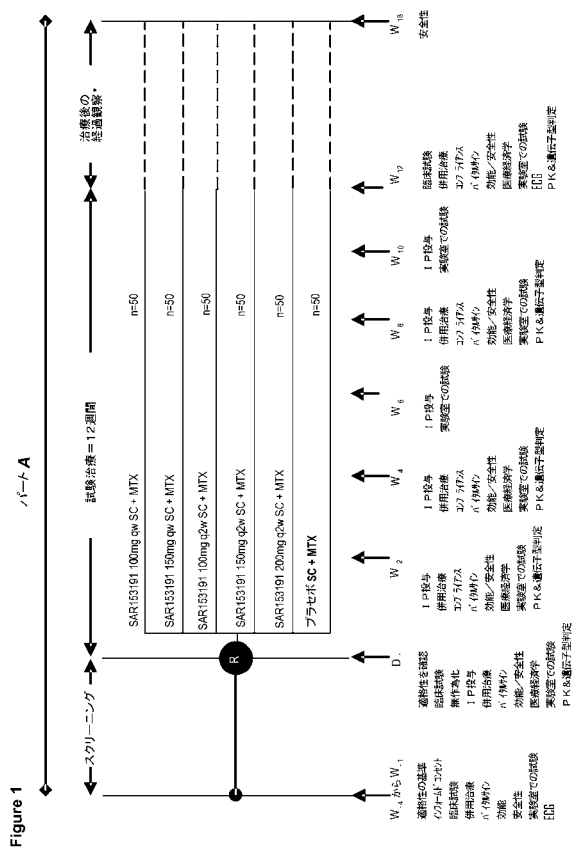 Figure 1
パート A
スクリーニング
試験治療＝12週間
治療後の
経過観察*
R
SAR153191 100mg qw SC + MTX n=50
SAR153191 150mg qw SC + MTX n=50
SAR153191 100mg q2w SC + MTX n=50
SAR153191 150mg q2w SC + MTX n=50
SAR153191 200mg q2w SC + MTX n=50
プラセボ SC + MTX n=50
W -4 から W -1
適格性の基準
インフォームド コンセント
臨床試験
併用治療
バイタルサイン
効能
安全性
実験室での試験
ECG
D 1
適格性を確認
臨床試験
無作為化
IP投与
併用治療
バイタルサイン
効能／安全性
医療経済学
実験室での試験
PK&遺伝子型判定
W 2
IP投与
併用治療
コンプライアンス
バイタルサイン
効能／安全性
医療経済学
実験室での試験
PK&遺伝子型判定
W 4
IP投与
併用治療
コンプライアンス
バイタルサイン
効能／安全性
医療経済学
実験室での試験
PK&遺伝子型判定
W 6
IP投与
実験室での試験
W 8
IP投与
併用治療
コンプライアンス
バイタルサイン
効能／安全性
医療経済学
実験室での試験
PK&遺伝子型判定
W 10
IP投与
実験室での試験
W 12
臨床試験
併用治療
コンプライアンス
バイタルサイン
効能／安全性
医療経済学
実験室での試験
ECG
PK&遺伝子型判定
W 18
安全性